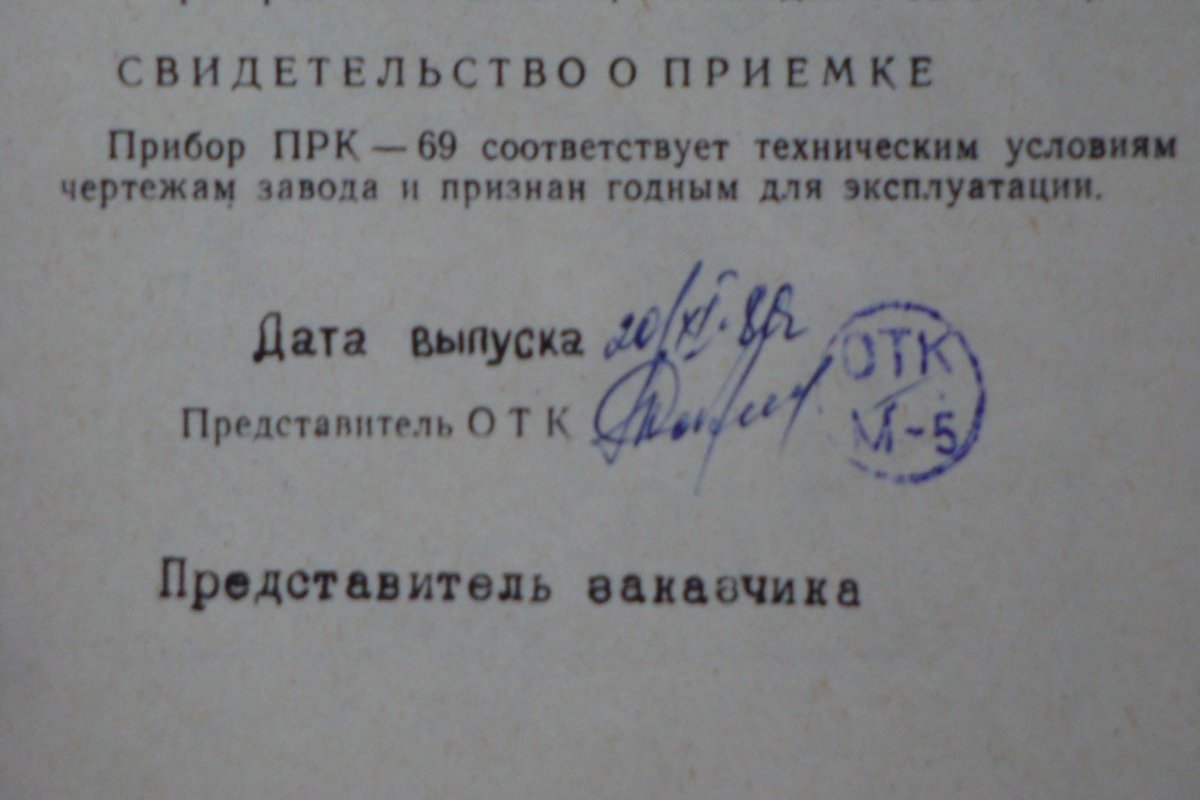 СВИДЕТЕЛЬСТВО О ПРИЕМКЕ
Прибор ПРК — 69 соответствует техническим условиям
чертежам завода и признан годным для эксплуатации.
Дата выпуска 20/XI
ОТК
Представитель ОТК
-5
Представитель заказчика